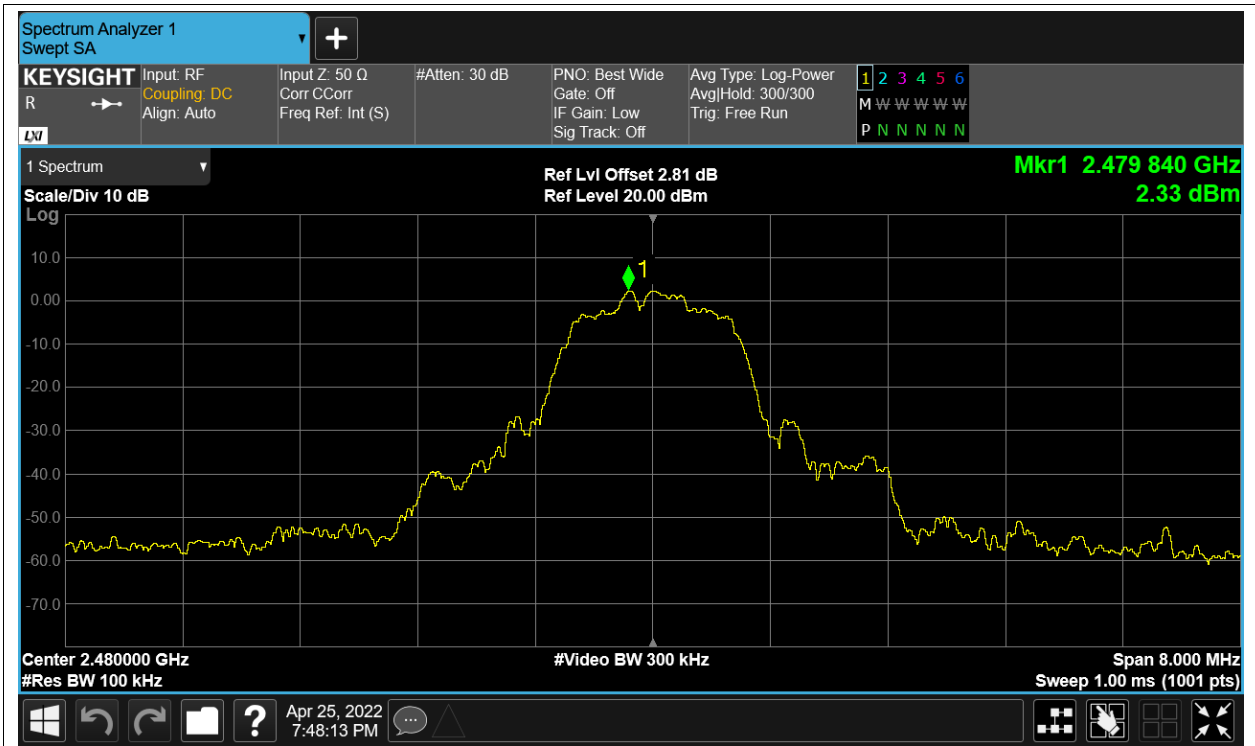 Spectrum Analyzer 1
Swept SA
+
KEYSIGHT
R
LXI
Input: RF
Coupling: DC
Align: Auto
Input Z: 50 Ω
Corr CCorr
Freq Ref: Int (S)
#Atten: 30 dB
PNO: Best Wide
Gate: Off
IF Gain: Low
Sig Track: Off
Avg Type: Log-Power
Avg|Hold: 300/300
Trig: Free Run
1 2 3 4 5 6
M W W W W W W
P N N N N N N
1 Spectrum
Scale/Div 10 dB
Log
Ref Lvl Offset 2.81 dB
Ref Level 20.00 dBm
Mkr1 2.479 840 GHz
2.33 dBm
1
10.0
0.00
-10.0
-20.0
-30.0
-40.0
-50.0
-60.0
-70.0
Center 2.480000 GHz
#Res BW 100 kHz
#Video BW 300 kHz
Span 8.000 MHz
Sweep 1.00 ms (1001 pts)
?
Apr 25, 2022
7:48:13 PM